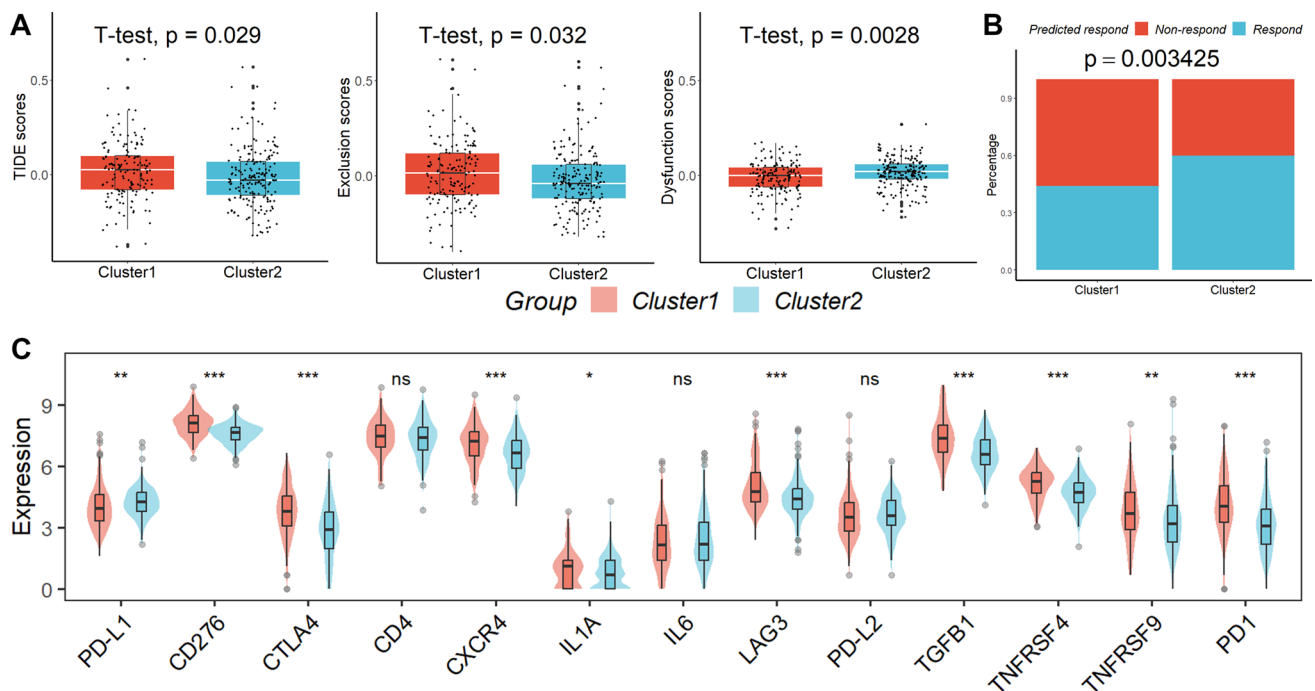 A
T-test, p = 0.029
TIDE scores
0.5
0.0
Cluster1
Cluster2
T-test, p = 0.032
Exclusion scores
0.5
0.0
Cluster1
Cluster2
T-test, p = 0.0028
Dysfunction scores
0.5
0.0
Cluster1
Cluster2
B
Predicted respond Non-respond Respond
p = 0.003425
Percentage
0.9
0.6
0.3
0.0
Cluster1
Cluster2
Group Cluster1 Cluster2
C
Expression
9
6
3
0
** *** *** ns *** * ns *** ns *** *** ** ***
PD-L1 CD276 CTLA4 CD4 CXCR4 IL1A IL6 LAG3 PD-L2 TGFB1 TNFRSF4 TNFRSF9 PD1